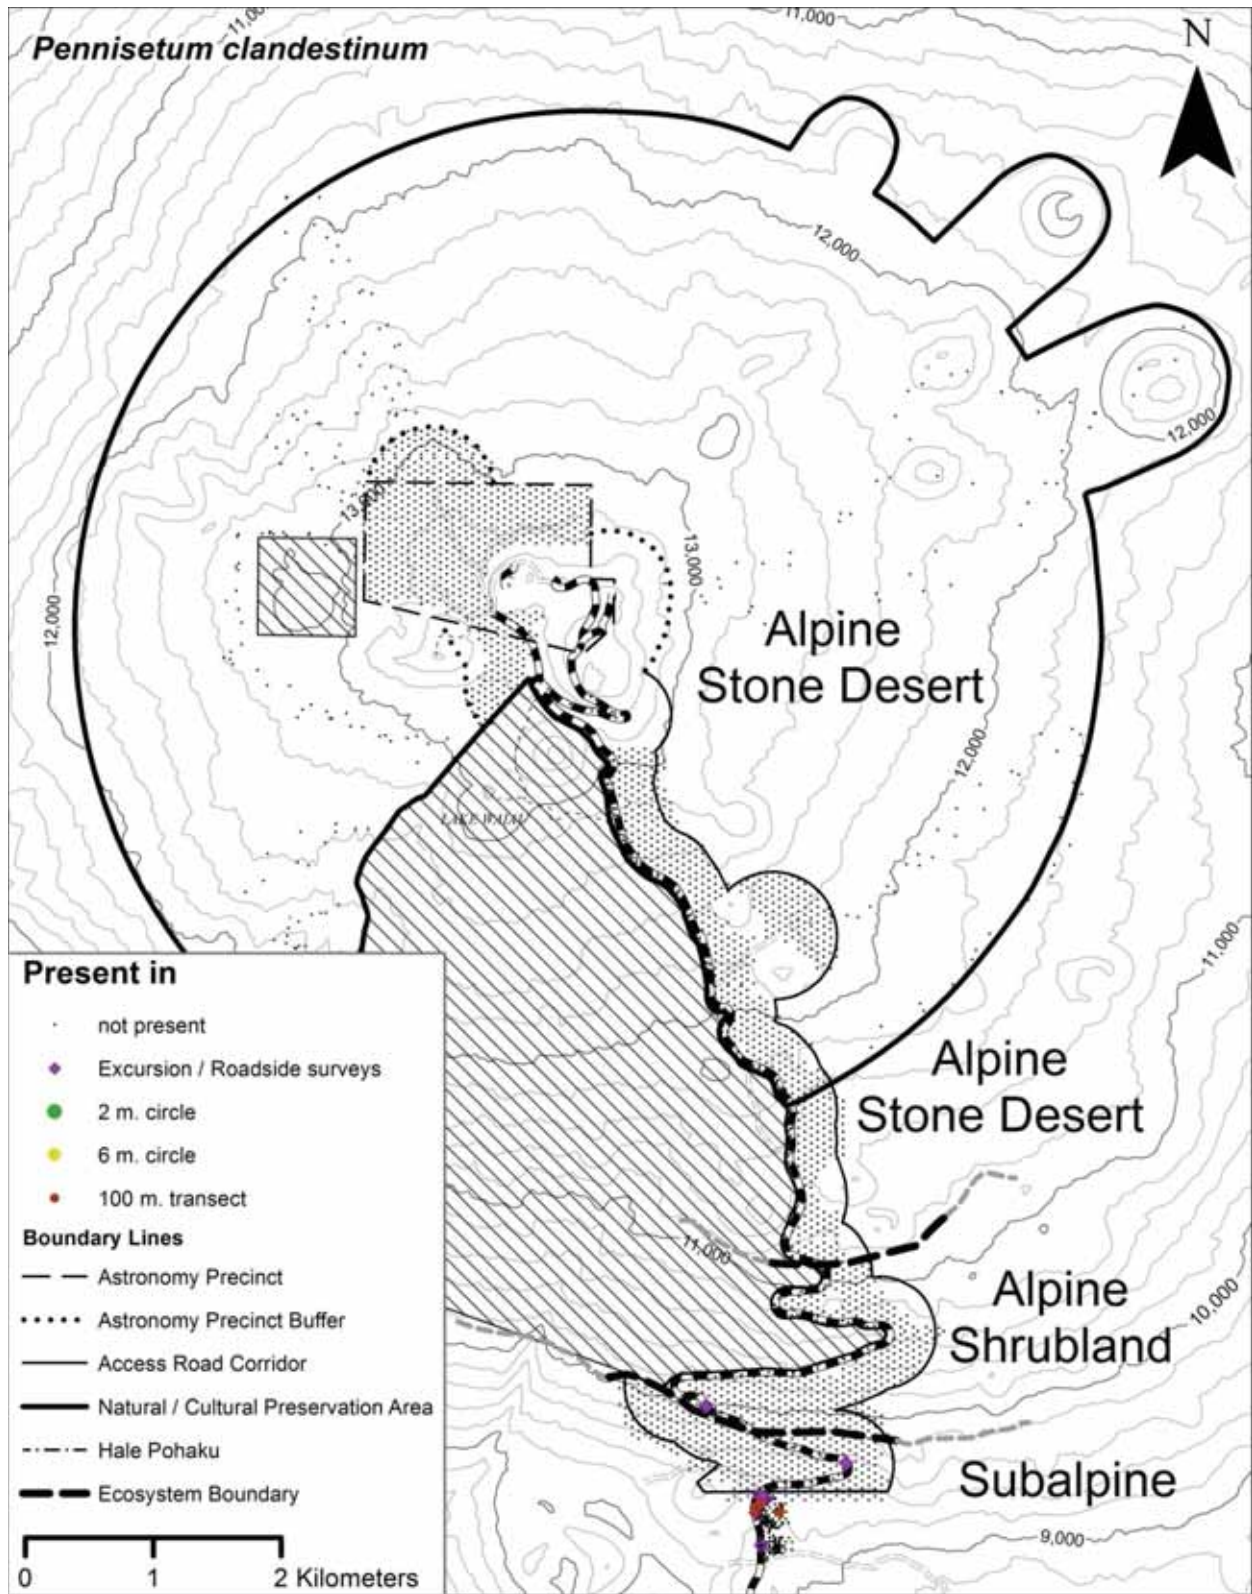 Pennisetum clandestinum
N
11,000
11,000
12,000
12,000
13,000
13,000
12,000
Alpine
Stone Desert
12,000
LAKE WAIAU
11,000
Present in
not present
Excursion / Roadside surveys
2 m. circle
6 m. circle
100 m. transect
Boundary Lines
Astronomy Precinct
Astronomy Precinct Buffer
Access Road Corridor
Natural / Cultural Preservation Area
Hale Pohaku
Ecosystem Boundary
0 1 2 Kilometers
Alpine
Stone Desert
11,000
Alpine
Shrubland
10,000
Subalpine
9,000